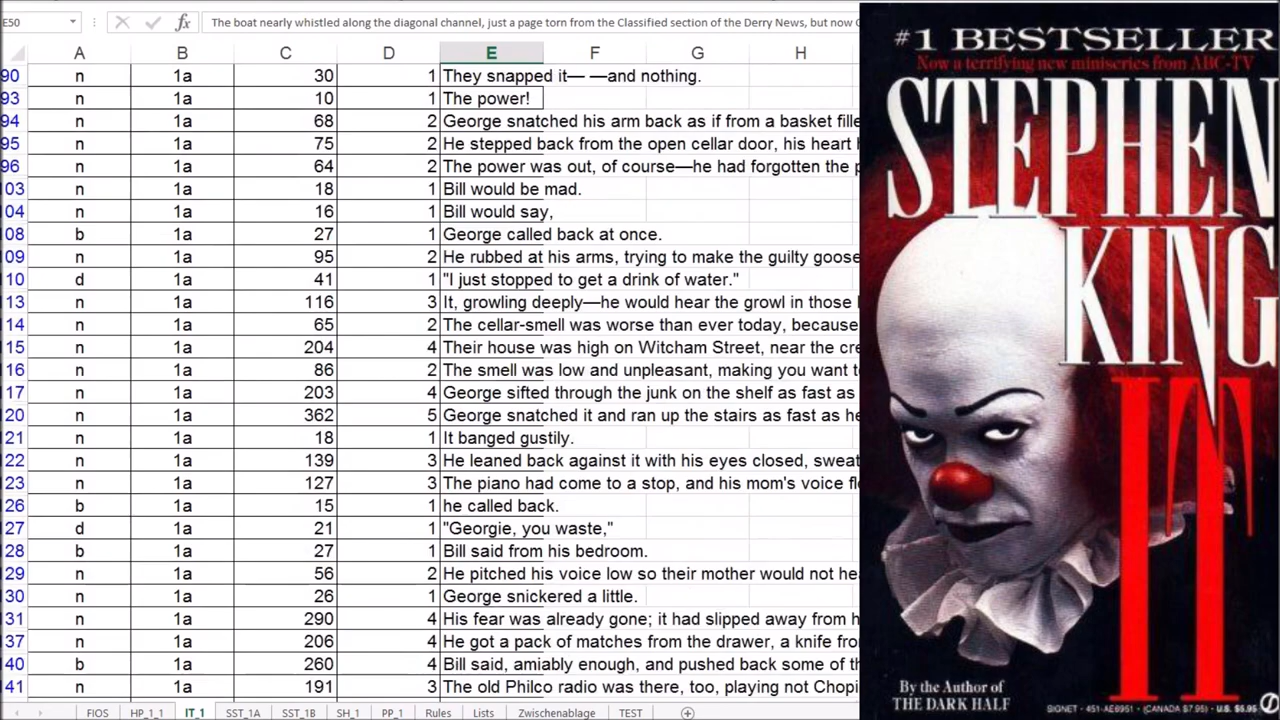 E50 fx The boat nearly whistled along the diagonal channel, just a page torn from the Classified section of the Derry News, but now
A B C D E F G H
90 n 1a 30 1 They snapped it— —and nothing.
93 n 1a 10 1 The power!
94 n 1a 68 2 George snatched his arm back as if from a basket fille
95 n 1a 75 2 He stepped back from the open cellar door, his heart
96 n 1a 64 2 The power was out, of course—he had forgotten the p
03 n 1a 18 1 Bill would be mad.
04 n 1a 16 1 Bill would say,
08 b 1a 27 1 George called back at once.
09 n 1a 95 2 He rubbed at his arms, trying to make the guilty goose
10 d 1a 41 1 "I just stopped to get a drink of water."
13 n 1a 116 3 It, growling deeply—he would hear the growl in those
14 n 1a 65 2 The cellar-smell was worse than ever today, because
15 n 1a 204 4 Their house was high on Witcham Street, near the cre
16 n 1a 86 2 The smell was low and unpleasant, making you want t
17 n 1a 203 4 George sifted through the junk on the shelf as fast as
20 n 1a 362 5 George snatched it and ran up the stairs as fast as he
21 n 1a 18 1 It banged gustily.
22 n 1a 139 3 He leaned back against it with his eyes closed, sweat
23 n 1a 127 3 The piano had come to a stop, and his mom's voice fl
26 b 1a 15 1 he called back.
27 d 1a 21 1 "Georgie, you waste,"
28 b 1a 27 1 Bill said from his bedroom.
29 n 1a 56 2 He pitched his voice low so their mother would not hea
30 n 1a 26 1 George snickered a little.
31 n 1a 290 4 His fear was already gone; it had slipped away from h
37 n 1a 206 4 He got a pack of matches from the drawer, a knife fro
40 b 1a 260 4 Bill said, amiably enough, and pushed back some of th
41 n 1a 191 3 The old Philco radio was there, too, playing not Chopi
FIOS HP_1_1 IT_1 SST_1A SST_1B SH_1 PP_1 Rules Lists Zwischenablage TEST
#1 BESTSELLER
Now a terrifying new miniseries from ABC-TV
STEPHEN
KING
IT
By the Author of
THE DARK HALF
SIGNET • 451-AE6951 • (CANADA $7.95) • U.S. $6.95